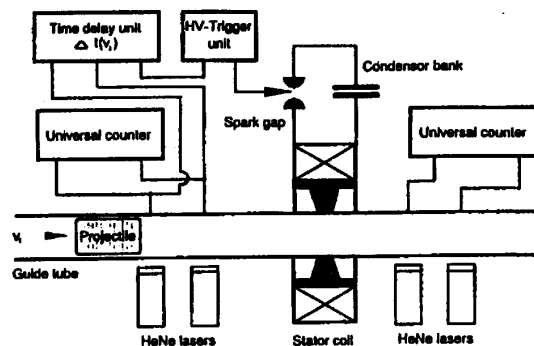 Time delay unit
△ t(vᵢ)
HV-Trigger
unit
Condensor bank
Spark gap
Universal counter
Universal counter
vᵢ
Projectile
Guide tube
HeNe lasers
Stator coil
HeNe lasers